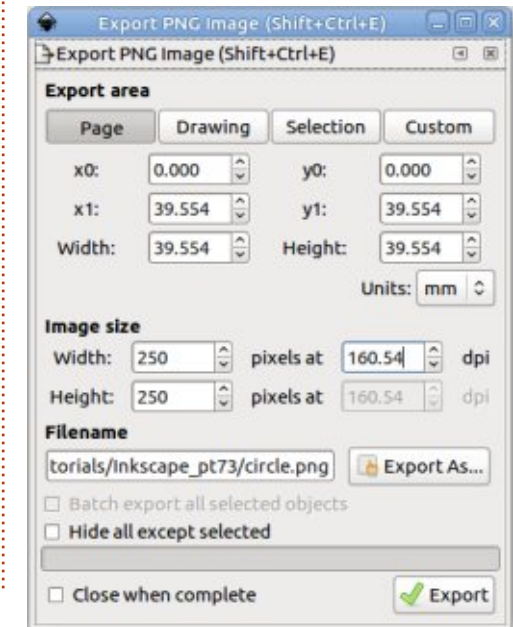 Export PNG Image (Shift+Ctrl+E)
Export PNG Image (Shift+Ctrl+E)
Export area
Page Drawing Selection Custom
x0: 0.000 y0: 0.000
x1: 39.554 y1: 39.554
Width: 39.554 Height: 39.554
Units: mm
Image size
Width: 250 pixels at 160.54 dpi
Height: 250 pixels at 160.54 dpi
Filename
torials/Inkscape_pt73/circle.png Export As...
Batch export all selected objects
Hide all except selected
Close when complete Export